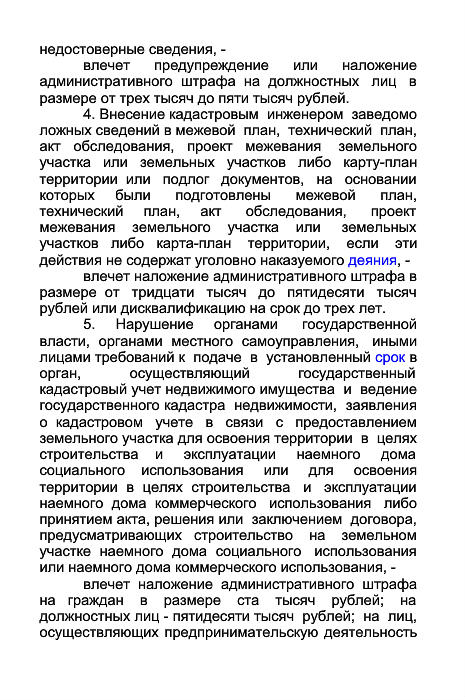 недостоверные сведения, -
влечет предупреждение или наложение
административного штрафа на должностных лиц в
размере от трех тысяч до пяти тысяч рублей.
4. Внесение кадастровым инженером заведомо
ложных сведений в межевой план, технический план,
акт обследования, проект межевания земельного
участка или земельных участков либо карту-план
территории или подлог документов, на основании
которых были подготовлены межевой план,
технический план, акт обследования, проект
межевания земельного участка или земельных
участков либо карта-план территории, если эти
действия не содержат уголовно наказуемого деяния, -
влечет наложение административного штрафа в
размере от тридцати тысяч до пятидесяти тысяч
рублей или дисквалификацию на срок до трех лет.
5. Нарушение органами государственной
власти, органами местного самоуправления, иными
лицами требований к подаче в установленный срок в
орган, осуществляющий государственный
кадастровый учет недвижимого имущества и ведение
государственного кадастра недвижимости, заявления
о кадастровом учете в связи с предоставлением
земельного участка для освоения территории в целях
строительства и эксплуатации наемного дома
социального использования или для освоения
территории в целях строительства и эксплуатации
наемного дома коммерческого использования либо
принятием акта, решения или заключением договора,
предусматривающих строительство на земельном
участке наемного дома социального использования
или наемного дома коммерческого использования, -
влечет наложение административного штрафа
на граждан в размере ста тысяч рублей; на
должностных лиц - пятидесяти тысяч рублей; на лиц,
осуществляющих предпринимательскую деятельность